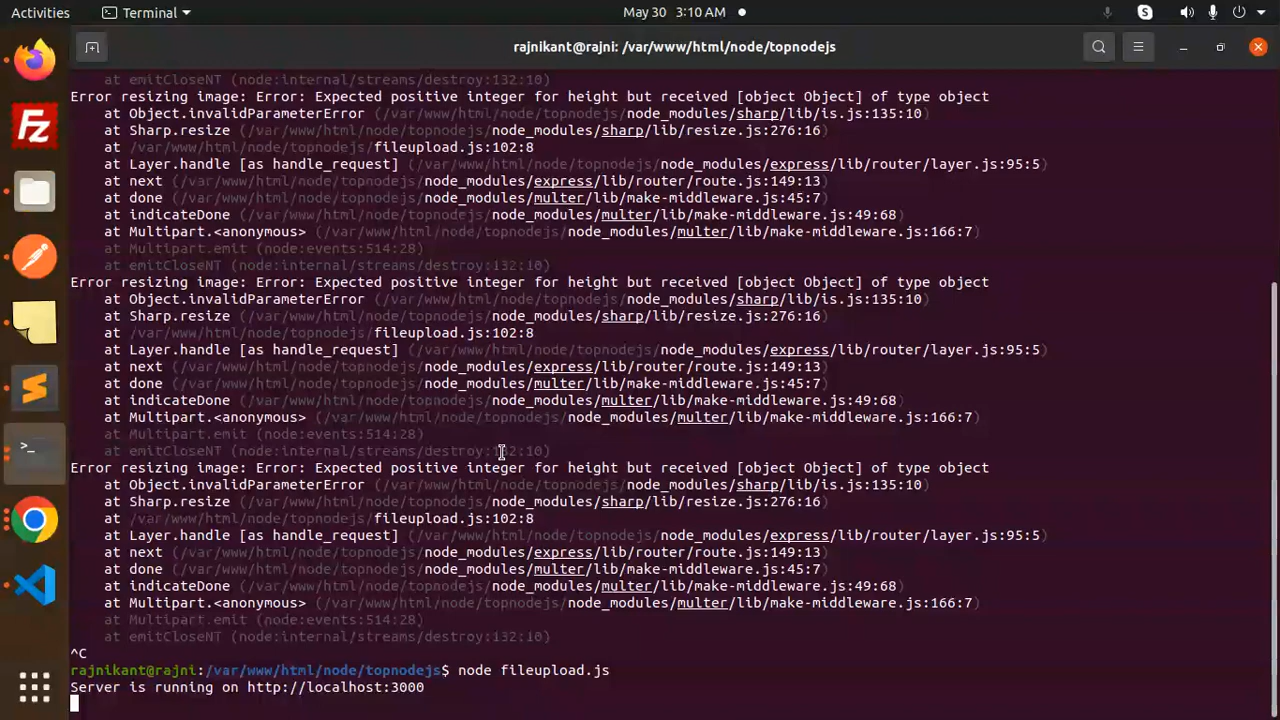 Activities
Terminal
May 30 3:10 AM
rajnikant@rajni: /var/www/html/node/topnodejs
at emitCloseNT (node:internal/streams/destroy:132:10)
Error resizing image: Error: Expected positive integer for height but received [object Object] of type object
at Object.invalidParameterError (/var/www/html/node/topnodejs/node_modules/sharp/lib/is.js:135:10)
at Sharp.resize (/var/www/html/node/topnodejs/node_modules/sharp/lib/resize.js:276:16)
at /var/www/html/node/topnodejs/fileupload.js:102:8
at Layer.handle [as handle_request] (/var/www/html/node/topnodejs/node_modules/express/lib/router/layer.js:95:5)
at next (/var/www/html/node/topnodejs/node_modules/express/lib/router/route.js:149:13)
at done (/var/www/html/node/topnodejs/node_modules/multer/lib/make-middleware.js:45:7)
at indicateDone (/var/www/html/node/topnodejs/node_modules/multer/lib/make-middleware.js:49:68)
at Multipart.<anonymous> (/var/www/html/node/topnodejs/node_modules/multer/lib/make-middleware.js:166:7)
at Multipart.emit (node:events:514:28)
at emitCloseNT (node:internal/streams/destroy:132:10)
Error resizing image: Error: Expected positive integer for height but received [object Object] of type object
at Object.invalidParameterError (/var/www/html/node/topnodejs/node_modules/sharp/lib/is.js:135:10)
at Sharp.resize (/var/www/html/node/topnodejs/node_modules/sharp/lib/resize.js:276:16)
at /var/www/html/node/topnodejs/fileupload.js:102:8
at Layer.handle [as handle_request] (/var/www/html/node/topnodejs/node_modules/express/lib/router/layer.js:95:5)
at next (/var/www/html/node/topnodejs/node_modules/express/lib/router/route.js:149:13)
at done (/var/www/html/node/topnodejs/node_modules/multer/lib/make-middleware.js:45:7)
at indicateDone (/var/www/html/node/topnodejs/node_modules/multer/lib/make-middleware.js:49:68)
at Multipart.<anonymous> (/var/www/html/node/topnodejs/node_modules/multer/lib/make-middleware.js:166:7)
at Multipart.emit (node:events:514:28)
at emitCloseNT (node:internal/streams/destroy:132:10)
Error resizing image: Error: Expected positive integer for height but received [object Object] of type object
at Object.invalidParameterError (/var/www/html/node/topnodejs/node_modules/sharp/lib/is.js:135:10)
at Sharp.resize (/var/www/html/node/topnodejs/node_modules/sharp/lib/resize.js:276:16)
at /var/www/html/node/topnodejs/fileupload.js:102:8
at Layer.handle [as handle_request] (/var/www/html/node/topnodejs/node_modules/express/lib/router/layer.js:95:5)
at next (/var/www/html/node/topnodejs/node_modules/express/lib/router/route.js:149:13)
at done (/var/www/html/node/topnodejs/node_modules/multer/lib/make-middleware.js:45:7)
at indicateDone (/var/www/html/node/topnodejs/node_modules/multer/lib/make-middleware.js:49:68)
at Multipart.<anonymous> (/var/www/html/node/topnodejs/node_modules/multer/lib/make-middleware.js:166:7)
at Multipart.emit (node:events:514:28)
at emitCloseNT (node:internal/streams/destroy:132:10)
^C
rajnikant@rajni:/var/www/html/node/topnodejs$ node fileupload.js
Server is running on http://localhost:3000